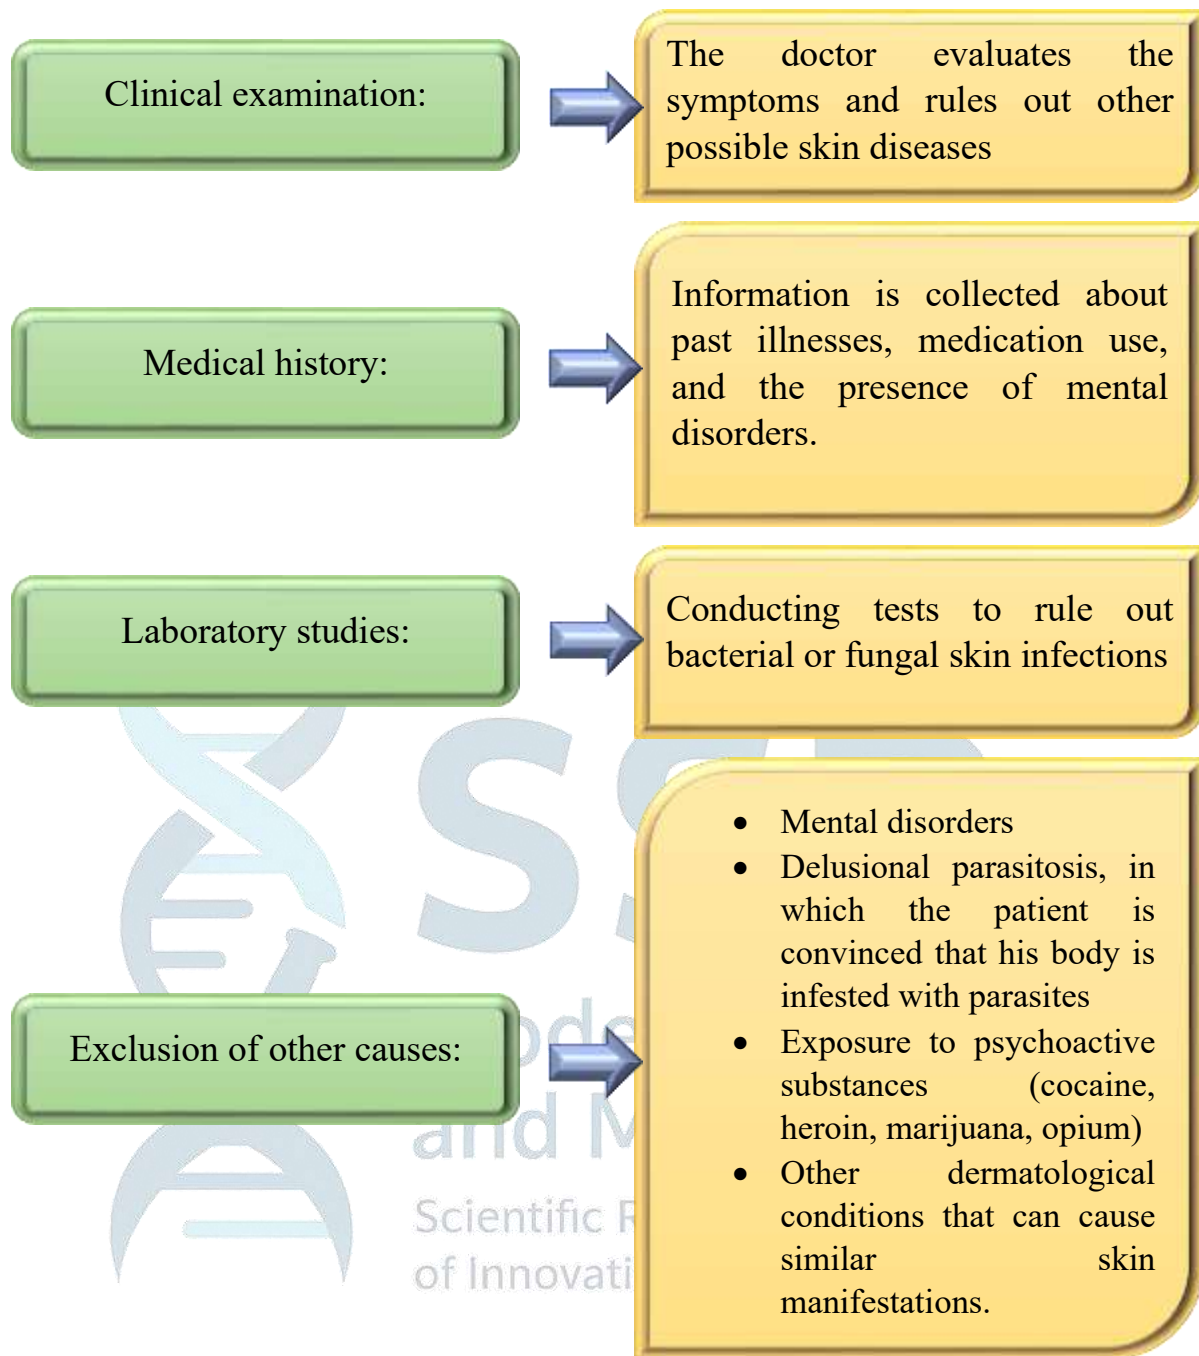 Clinical examination:
The doctor evaluates the
symptoms and rules out other
possible skin diseases
Medical history:
Information is collected about
past illnesses, medication use,
and the presence of mental
disorders.
Laboratory studies:
Conducting tests to rule out
bacterial or fungal skin infections
Exclusion of other causes:
• Mental disorders
• Delusional parasitosis, in
which the patient is
convinced that his body is
infested with parasites
• Exposure to psychoactive
substances (cocaine,
heroin, marijuana, opium)
• Other dermatological
conditions that can cause
similar skin
manifestations.
and
Scientific
of